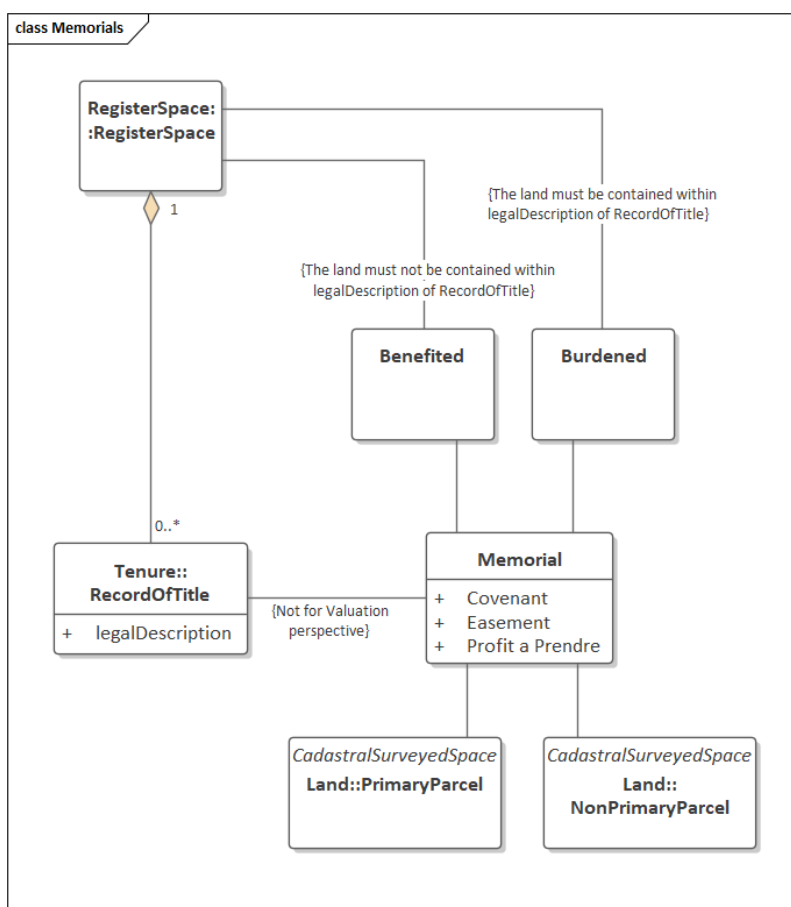 class Memorials
RegisterSpace:
:RegisterSpace
1
{The land must be contained within
legalDescription of RecordOfTitle}
{The land must not be contained within
legalDescription of RecordOfTitle}
Benefited
Burdened
0..*
Tenure::
RecordOfTitle
+ legalDescription
{Not for Valuation
perspective}
Memorial
+ Covenant
+ Easement
+ Profit a Prendre
CadastralSurveyedSpace
Land::PrimaryParcel
CadastralSurveyedSpace
Land::
NonPrimaryParcel